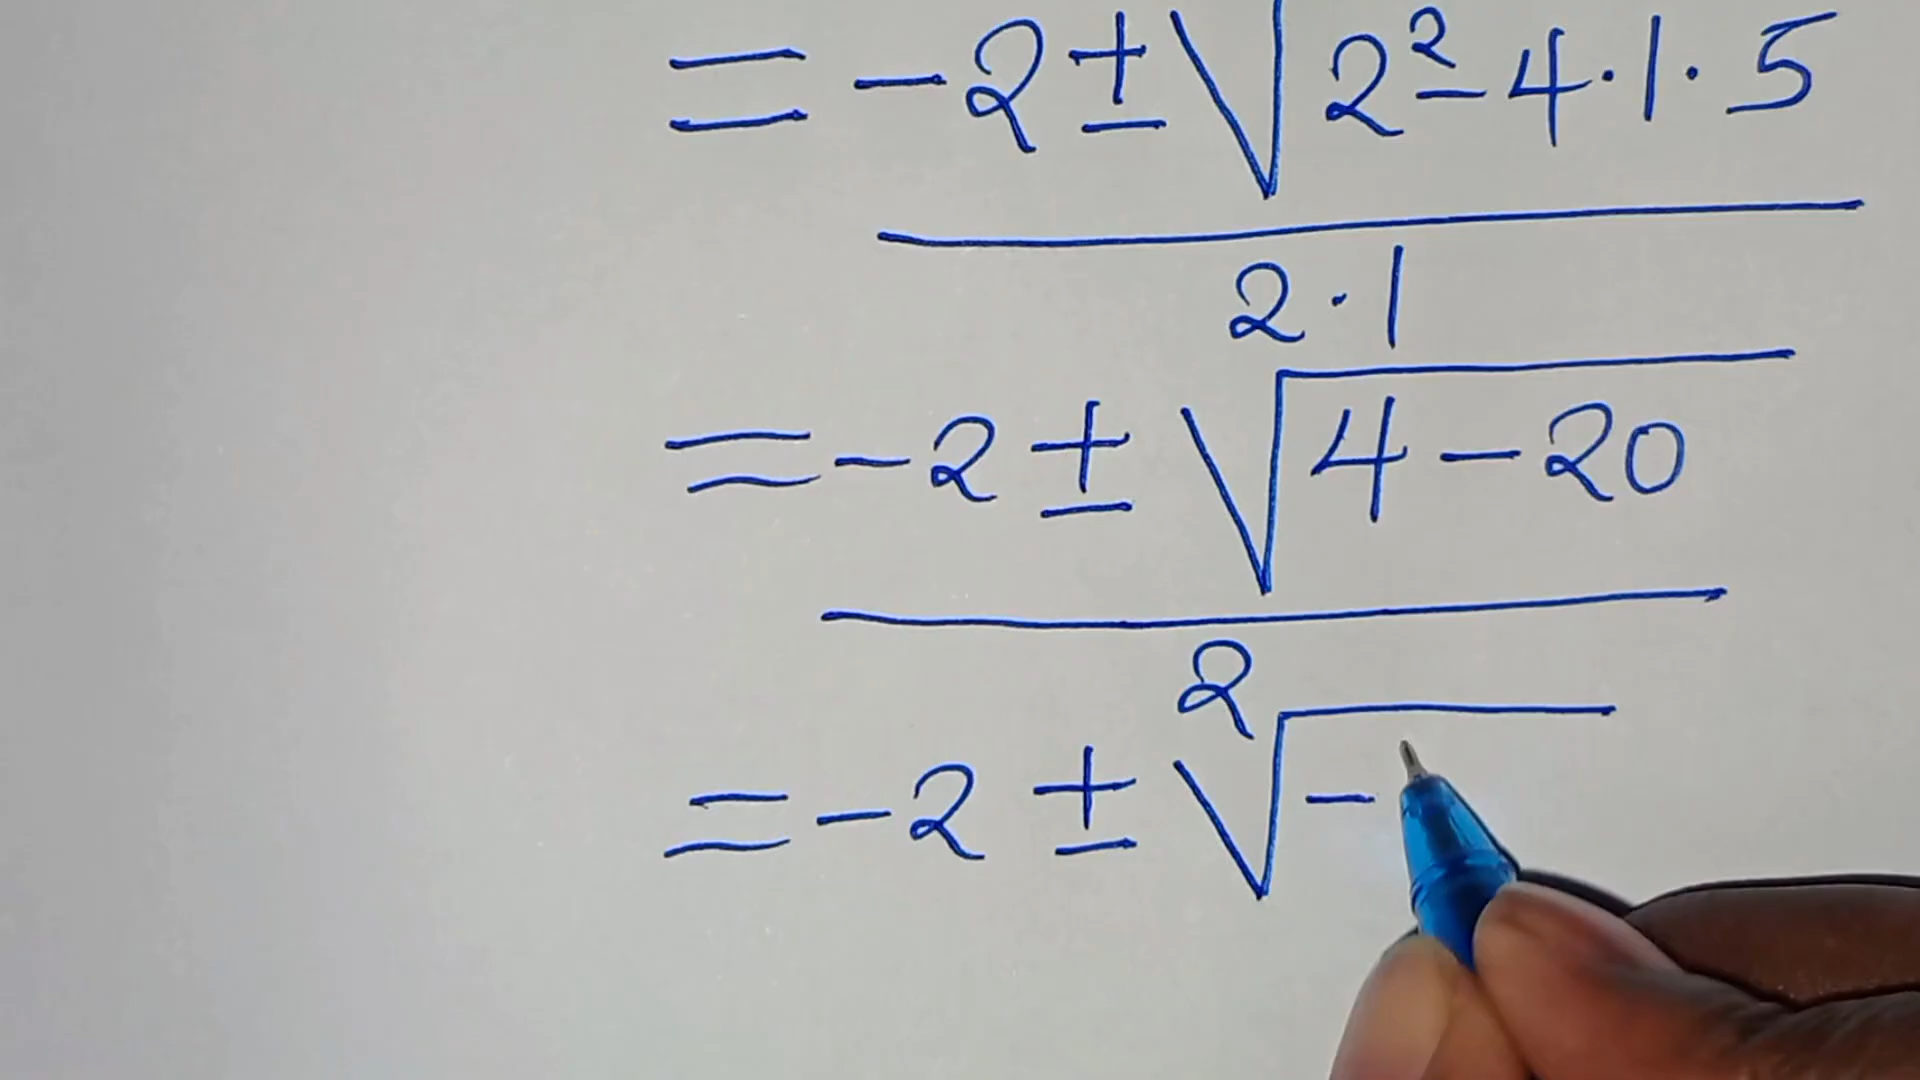 = -2 ± √2² - 4·1·5
2·1
= -2 ± √4 - 20
2
= -2 ± √-